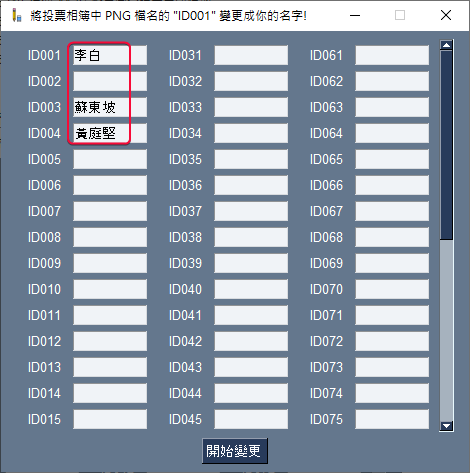 將投票相簿中 PNG 檔名的 "ID001" 變更成你的名字!
ID001 李白 ID031 ID061
ID002 ID032 ID062
ID003 蘇東坡 ID033 ID063
ID004 黃庭堅 ID034 ID064
ID005 ID035 ID065
ID006 ID036 ID066
ID007 ID037 ID067
ID008 ID038 ID068
ID009 ID039 ID069
ID010 ID040 ID070
ID011 ID041 ID071
ID012 ID042 ID072
ID013 ID043 ID073
ID014 ID044 ID074
ID015 ID045 ID075
開始變更